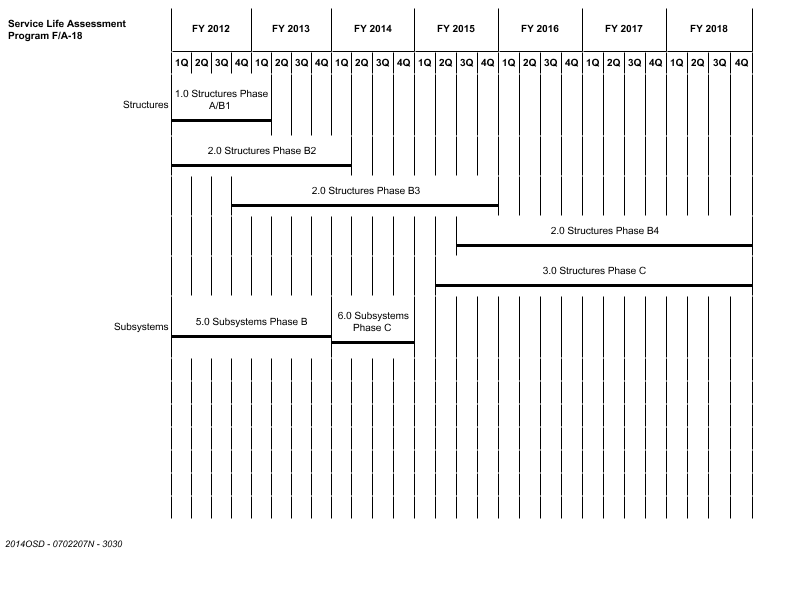 Service Life Assessment
Program F/A-18
FY 2012 FY 2013 FY 2014 FY 2015 FY 2016 FY 2017 FY 2018
1Q 2Q 3Q 4Q 1Q 2Q 3Q 4Q 1Q 2Q 3Q 4Q 1Q 2Q 3Q 4Q 1Q 2Q 3Q 4Q 1Q 2Q 3Q 4Q 1Q 2Q 3Q 4Q
Structures
1.0 Structures Phase
A/B1
2.0 Structures Phase B2
2.0 Structures Phase B3
2.0 Structures Phase B4
3.0 Structures Phase C
Subsystems
5.0 Subsystems Phase B
6.0 Subsystems
Phase C
2014OSD - 0702207N - 3030